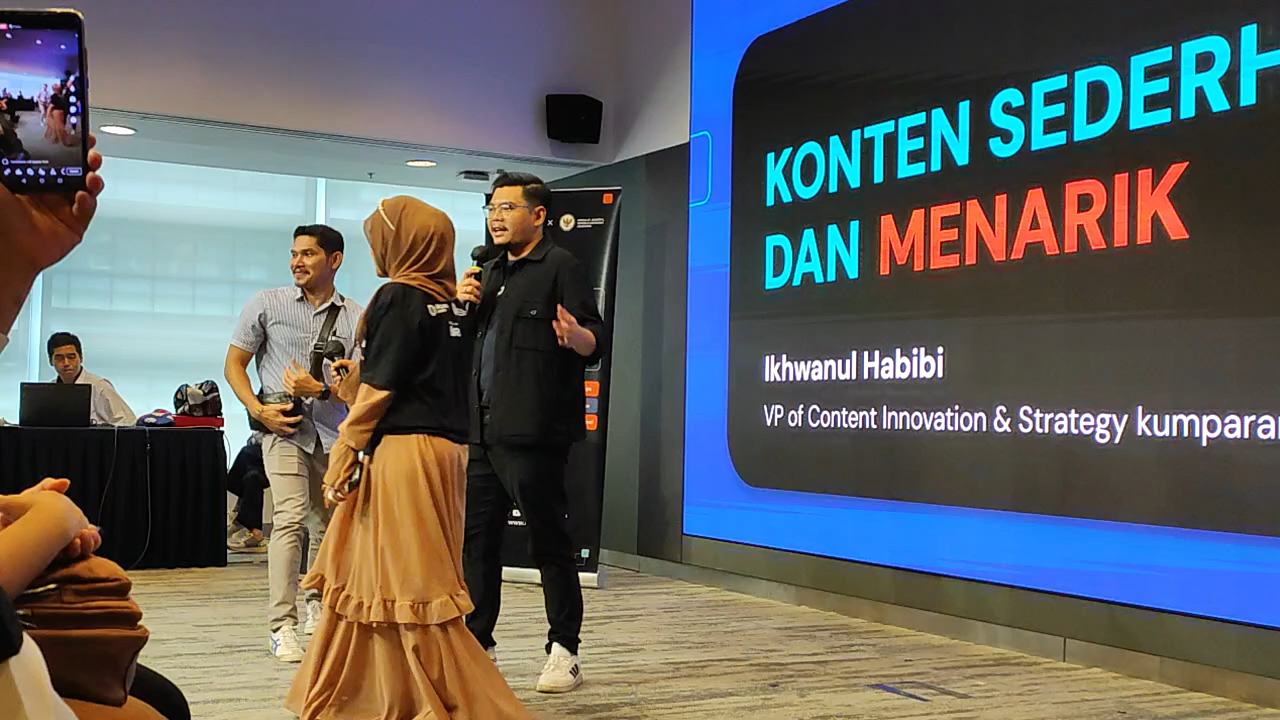 KONTEN SEDERH
DAN MENARIK
Ikhwanul Habibi
VP of Content Innovation & Strategy kumparan